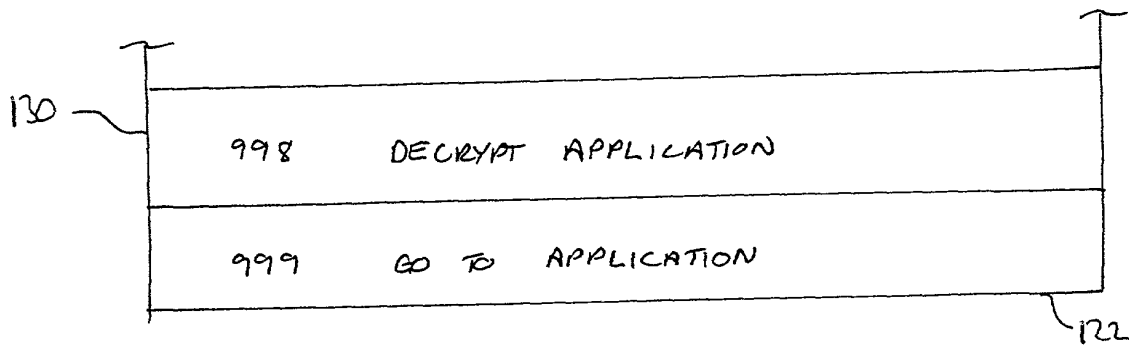 130
998 DECRYPT APPLICATION
999 GO TO APPLICATION
122